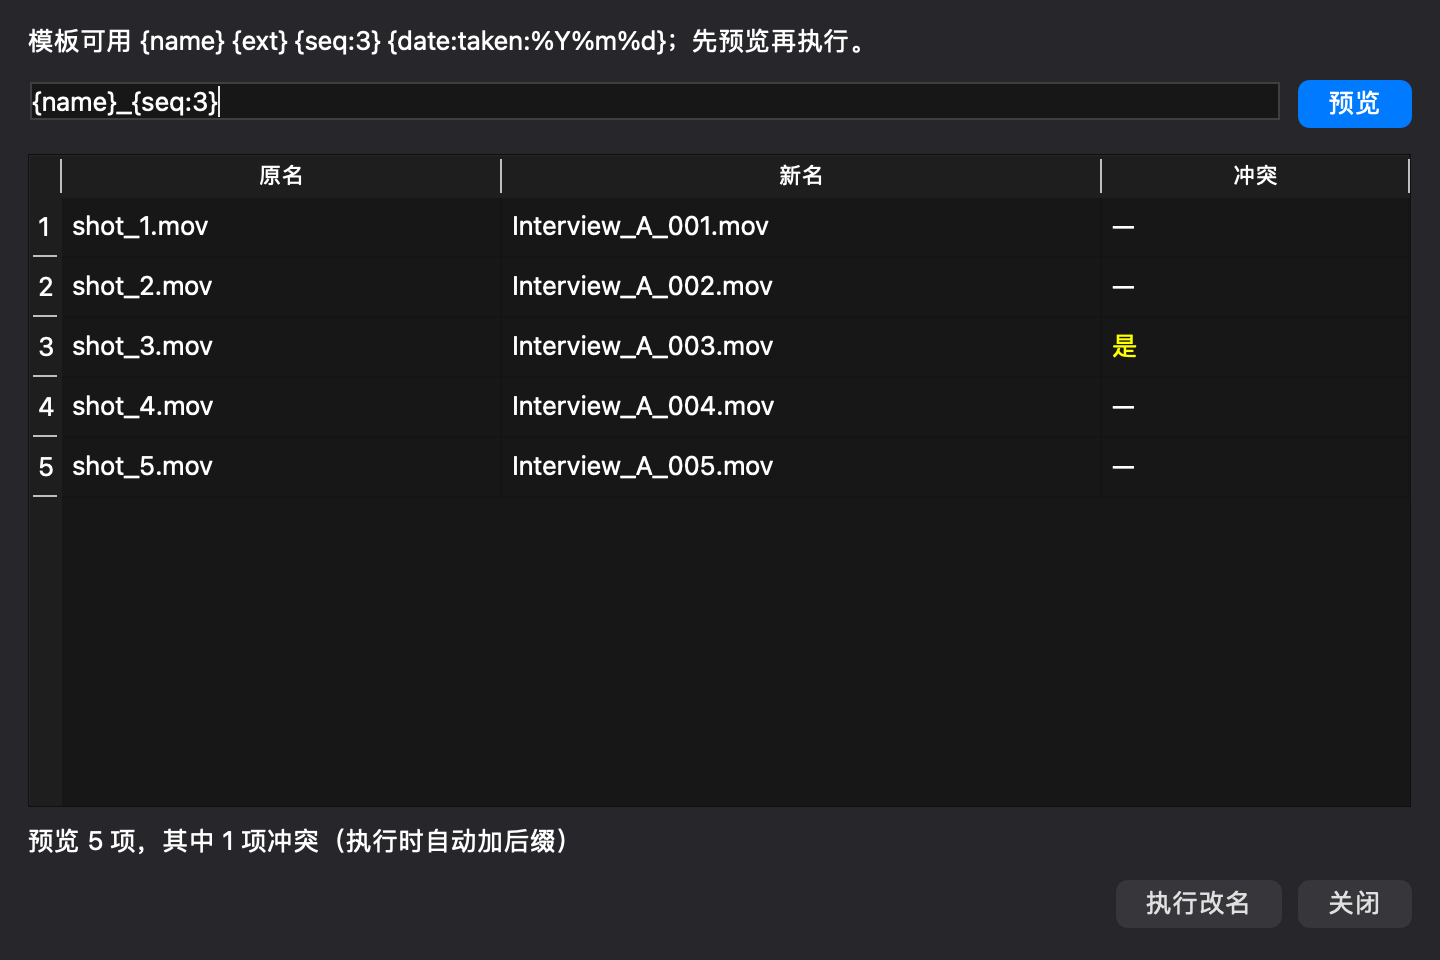 模板可用 {name} {ext} {seq:3} {date:taken:%Y%m%d}；先预览再执行。
{name}_{seq:3} 预览
原名 新名 冲突
1 shot_1.mov Interview_A_001.mov —
2 shot_2.mov Interview_A_002.mov —
3 shot_3.mov Interview_A_003.mov 是
4 shot_4.mov Interview_A_004.mov —
5 shot_5.mov Interview_A_005.mov —
预览 5 项，其中 1 项冲突（执行时自动加后缀）
执行改名 关闭